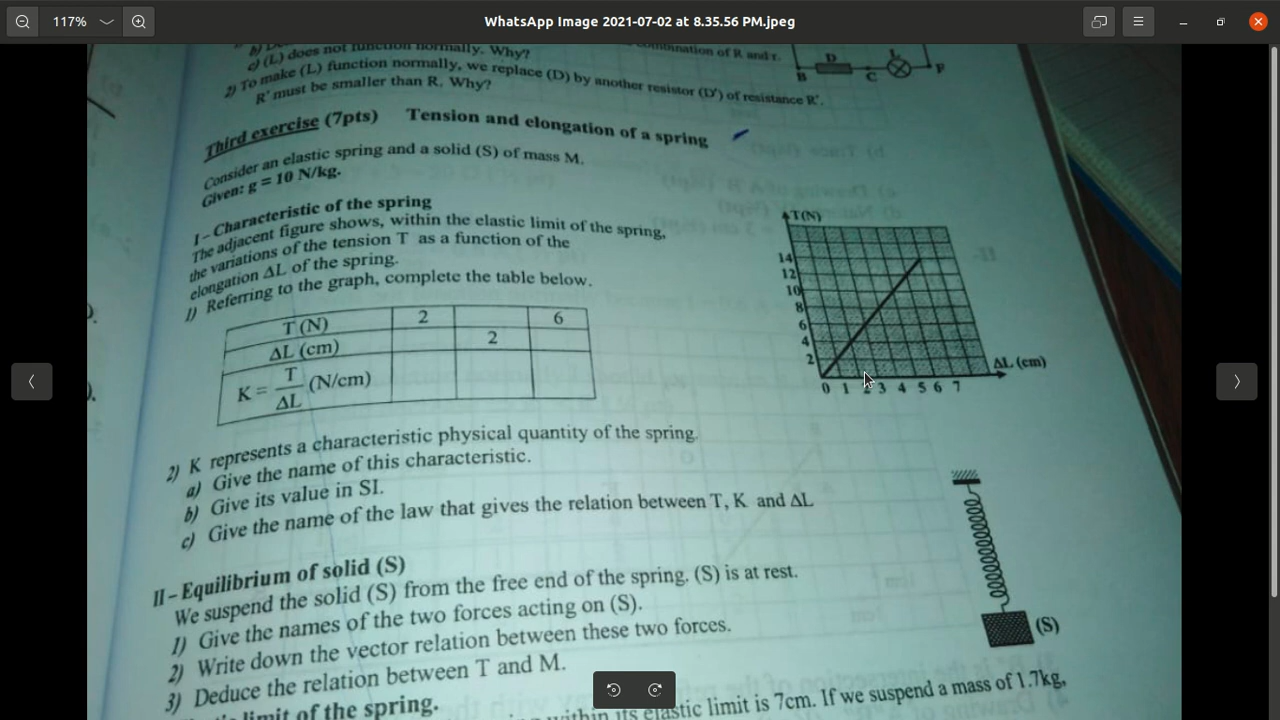 117%
WhatsApp Image 2021-07-02 at 8.35.56 PM.jpeg
combination of R and r.
c) (L) does not function normally. Why?
2) To make (L) function normally, we replace (D) by another resistor (D') of resistance R'.
R' must be smaller than R. Why?
B D C L F
Third exercise (7pts) Tension and elongation of a spring
Consider an elastic spring and a solid (S) of mass M.
Given: g = 10 N/kg.
I – Characteristic of the spring
The adjacent figure shows, within the elastic limit of the spring,
the variations of the tension T as a function of the
elongation ΔL of the spring.
1) Referring to the graph, complete the table below.
T (N) 2 6
ΔL (cm) 2
K = T/ΔL (N/cm)
T(N)
14
12
10
8
6
4
2
0 1 2 3 4 5 6 7
ΔL (cm)
2) K represents a characteristic physical quantity of the spring.
a) Give the name of this characteristic.
b) Give its value in SI.
c) Give the name of the law that gives the relation between T, K and ΔL
II – Equilibrium of solid (S)
We suspend the solid (S) from the free end of the spring. (S) is at rest.
1) Give the names of the two forces acting on (S).
2) Write down the vector relation between these two forces.
3) Deduce the relation between T and M.
(S)
limit of the spring.
within its elastic limit is 7cm. If we suspend a mass of 1.7kg,